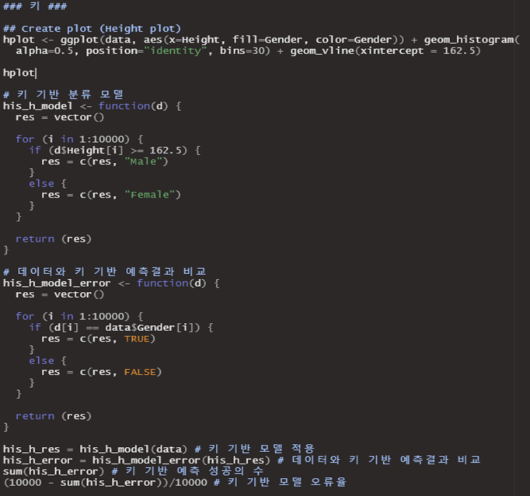 ### 키 ###
## Create plot (Height plot)
hplot <- ggplot(data, aes(x=Height, fill=Gender, color=Gender)) + geom_histogram(
  alpha=0.5, position="identity", bins=30) + geom_vline(xintercept = 162.5)
hplot
# 키 기반 분류 모델
his_h_model <- function(d) {
  res = vector()
  for (i in 1:10000) {
    if (d$Height[i] >= 162.5) {
      res = c(res, "Male")
    }
    else {
      res = c(res, "Female")
    }
  }
  return (res)
}
# 데이터와 키 기반 예측결과 비교
his_h_model_error <- function(d) {
  res = vector()
  for (i in 1:10000) {
    if (d[i] == data$Gender[i]) {
      res = c(res, TRUE)
    }
    else {
      res = c(res, FALSE)
    }
  }
  return (res)
}
his_h_res = his_h_model(data) # 키 기반 모델 적용
his_h_error = his_h_model_error(his_h_res) # 데이터와 키 기반 예측결과 비교
sum(his_h_error) # 키 기반 예측 성공의 수
(10000 - sum(his_h_error))/10000 # 키 기반 모델 오류율